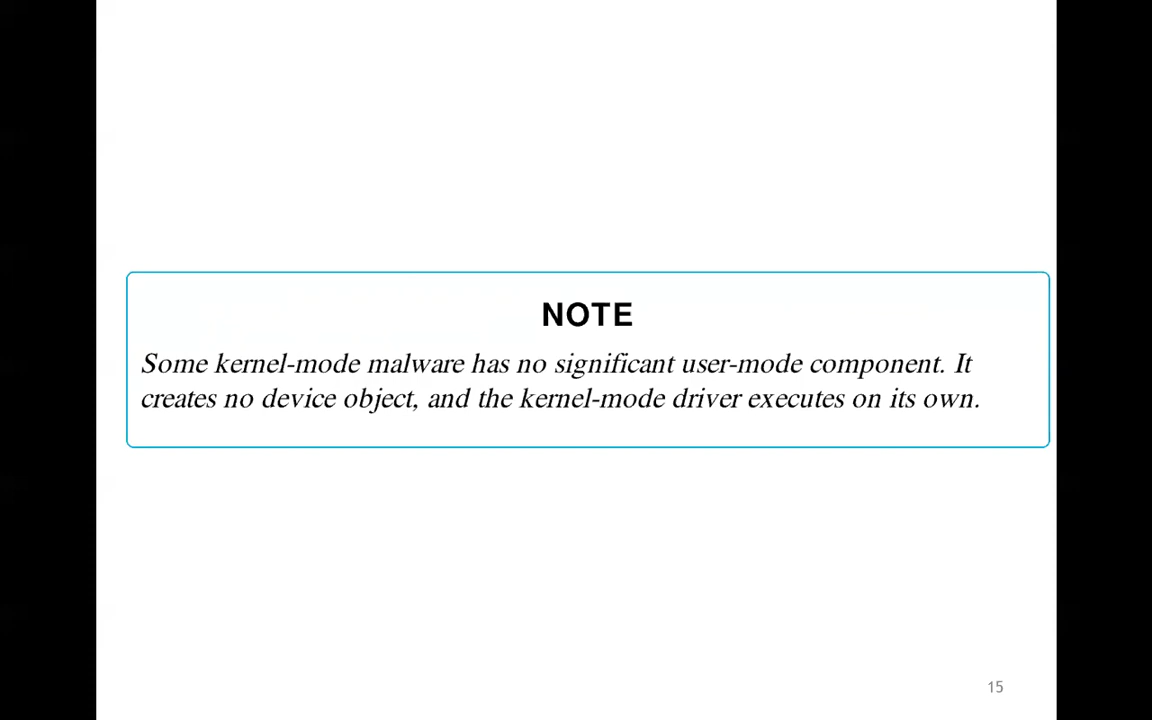 NOTE
Some kernel-mode malware has no significant user-mode component. It
creates no device object, and the kernel-mode driver executes on its own.
15